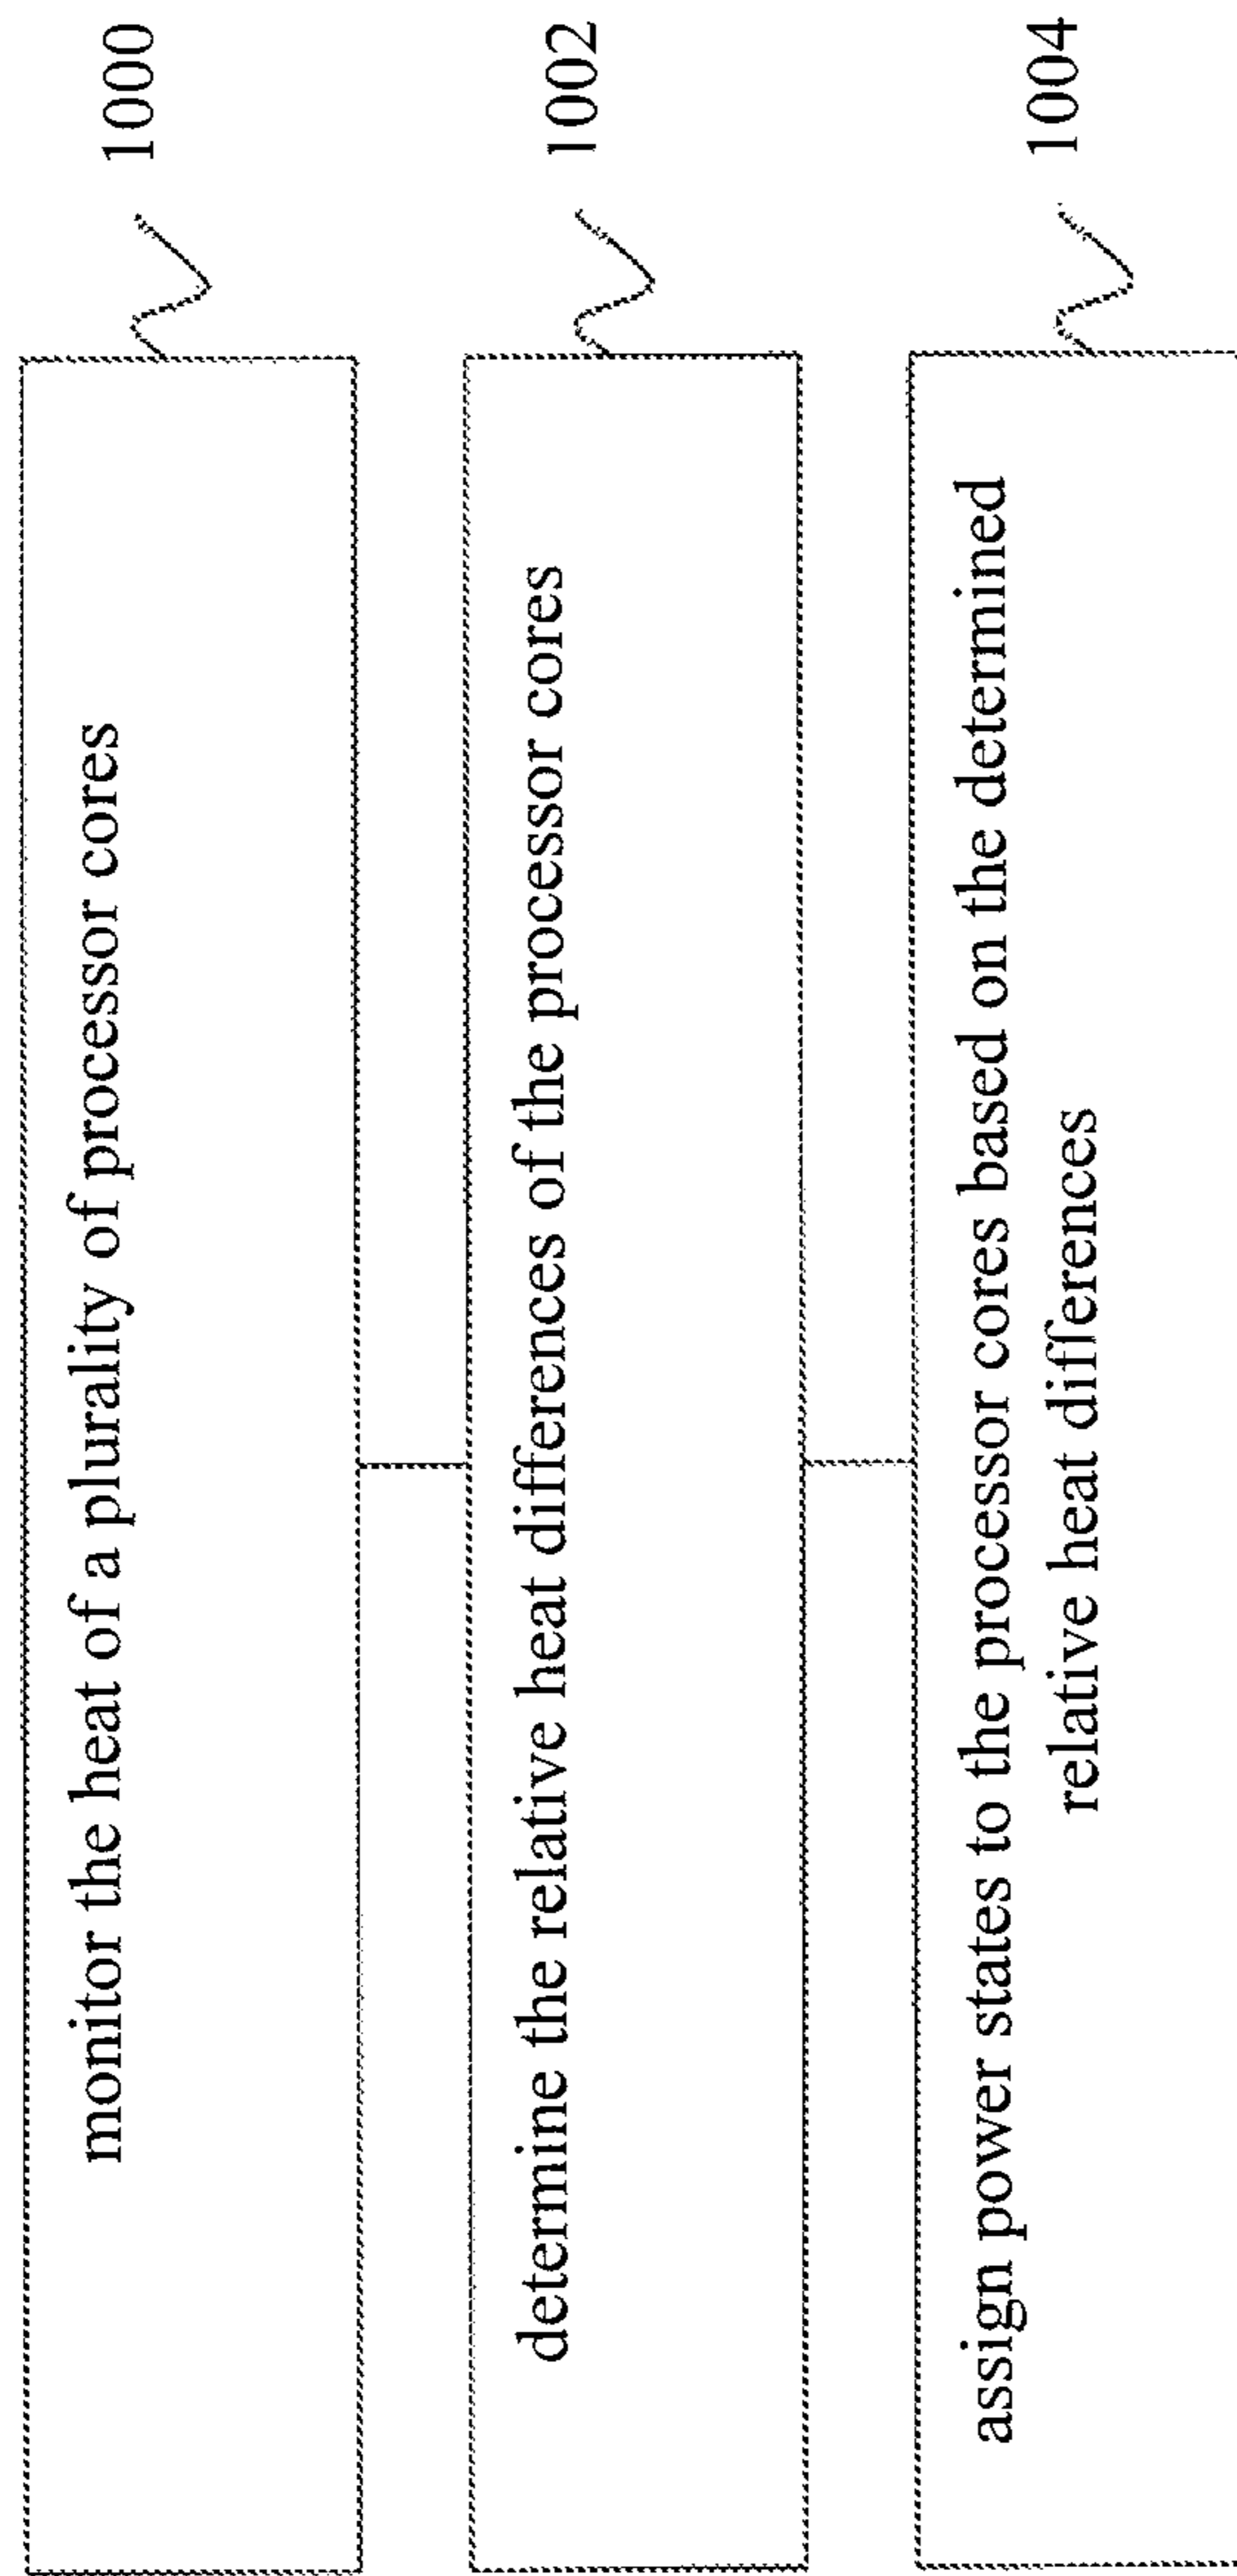 monitor the heat of a plurality of processor cores
1000
determine the relative heat differences of the processor cores
1002
assign power states to the processor cores based on the determined
relative heat differences
1004